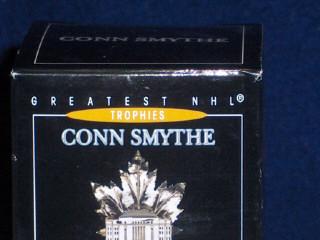 CONN SMYTHE
GREATEST NHL®
TROPHIES
CONN SMYTHE